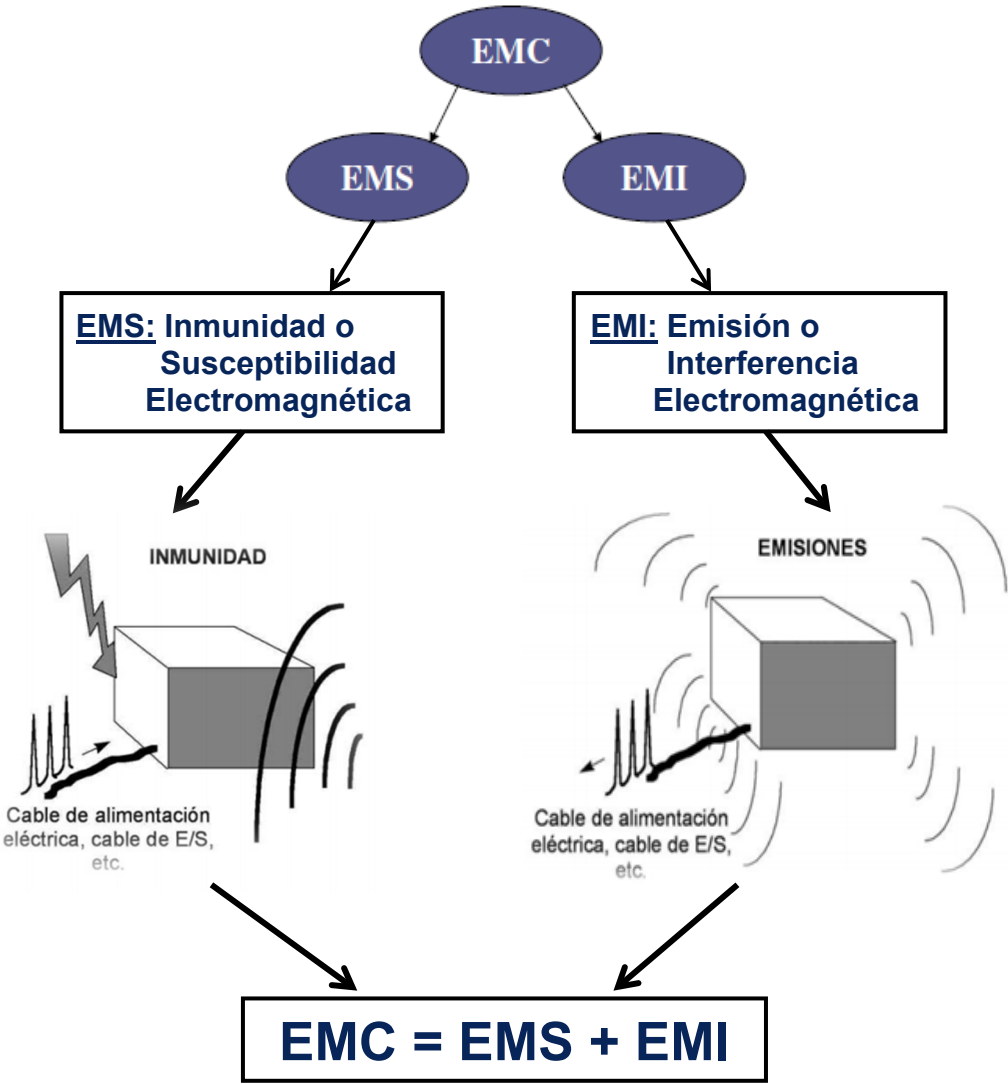 EMC
EMS
EMI
EMS: Inmunidad o
Susceptibilidad
Electromagnética
EMI: Emisión o
Interferencia
Electromagnética
INMUNIDAD
Cable de alimentación
eléctrica, cable de E/S,
etc.
EMISIONES
Cable de alimentación
eléctrica, cable de E/S,
etc.
EMC = EMS + EMI